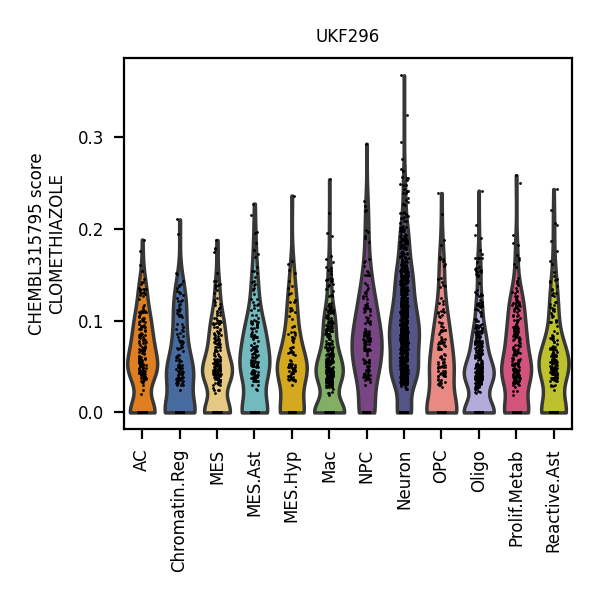 UKF296
CHEMBL315795 score
CLOMETHIAZOLE
0.3
0.2
0.1
0.0
AC
Chromatin.Reg
MES
MES.Ast
MES.Hyp
Mac
NPC
Neuron
OPC
Oligo
Prolif.Metab
Reactive.Ast